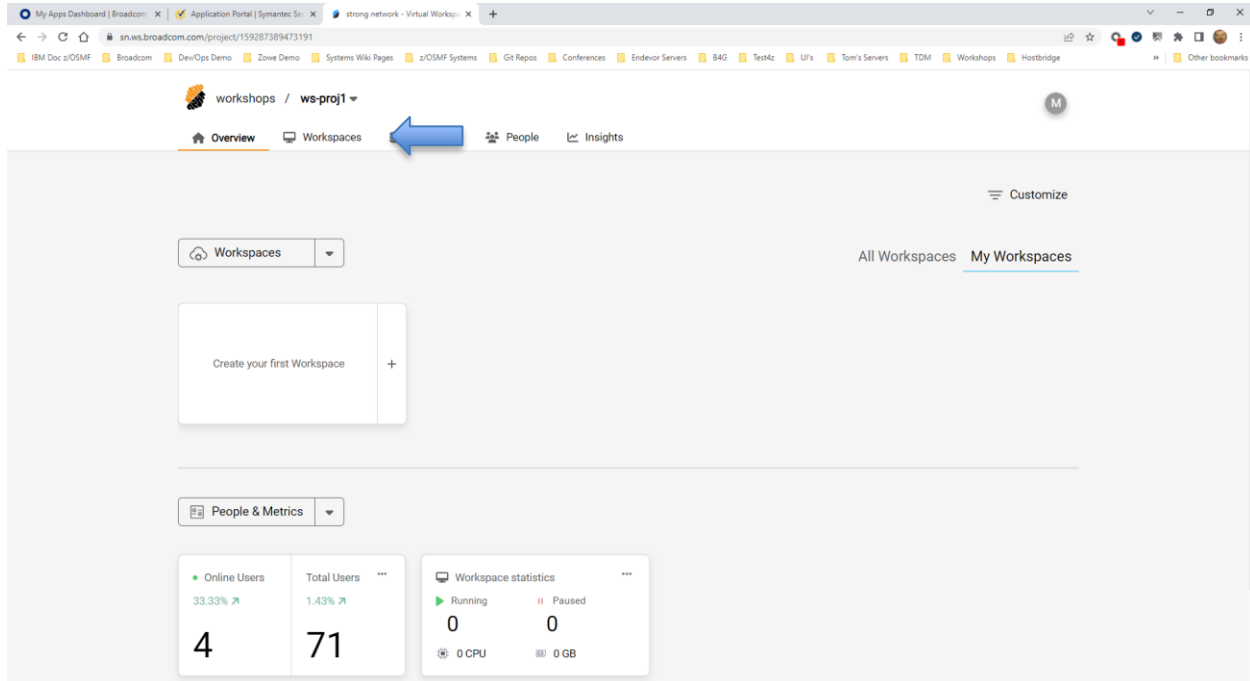 My Apps Dashboard | Broadcom Application Portal | Symantec Sec strong network - Virtual Workspa
sn.ws.broadcom.com/project/159287389473191
IBM Doc z/OSMF Broadcom Dev/Ops Demo Zowe Demo Systems Wiki Pages z/OSMF Systems Git Repos Conferences Endevor Servers B4G Test4z UI's Tom's Servers TDM Workshops Hostbridge » Other bookmarks
workshops / ws-proj1
M
Overview Workspaces People Insights
Customize
Workspaces All Workspaces My Workspaces
Create your first Workspace +
People & Metrics
Online Users Total Users Workspace statistics
33.33% 1.43% Running Paused
4 71 0 0
0 CPU 0 GB